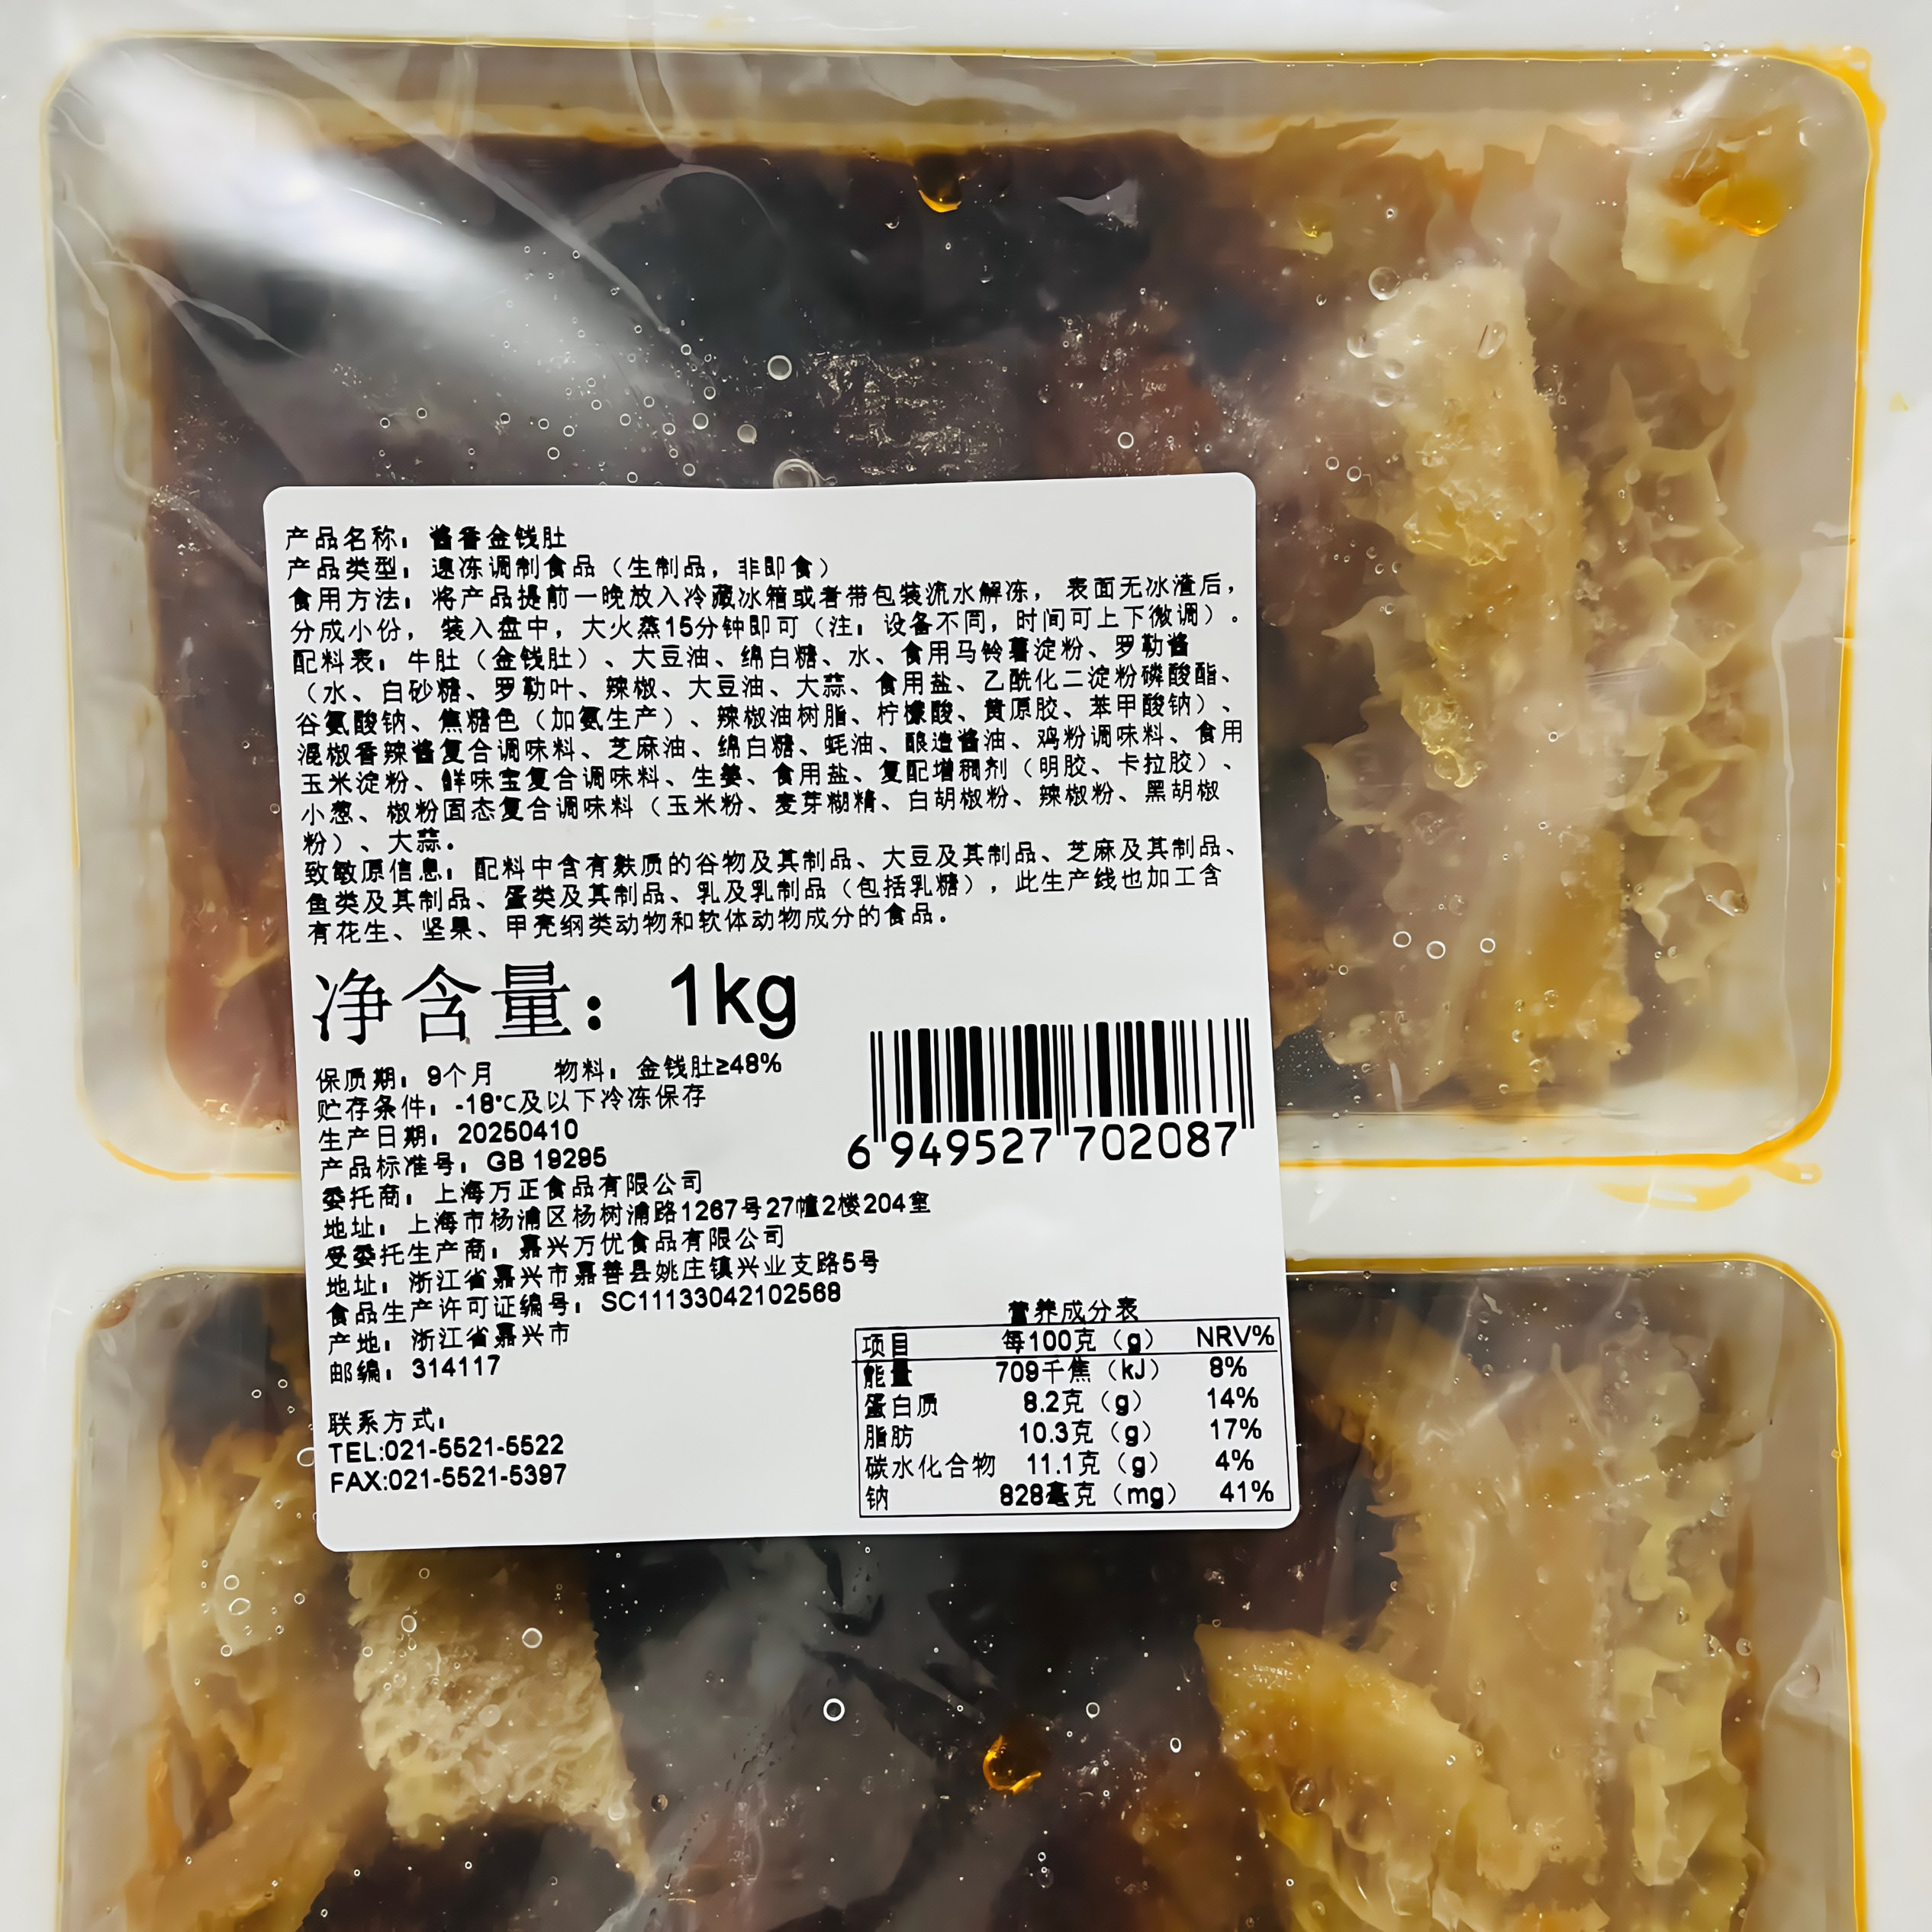 产品名称：酱香金钱肚
产品类型：速冻调制食品（生制品，非即食）
食用方法：将产品提前一晚放入冷藏冰箱或者带包装流水解冻，表面无冰渣后，
分成小份，装入盘中，大火蒸15分钟即可（注：设备不同，时间可上下微调）。
配料表：牛肚（金钱肚）、大豆油、绵白糖、水、食用马铃薯淀粉、罗勒酱
（水、白砂糖、罗勒叶、辣椒、大豆油、大蒜、食用盐、乙酰化二淀粉磷酸酯、
谷氨酸钠、焦糖色（加氨生产）、辣椒油树脂、柠檬酸、黄原胶、苯甲酸钠）、
混椒香辣酱复合调味料、芝麻油、绵白糖、蚝油、酿造酱油、鸡粉调味料、食用
玉米淀粉、鲜味宝复合调味料、生姜、食用盐、复配增稠剂（明胶、卡拉胶）、
小葱、椒粉固态复合调味料（玉米粉、麦芽糊精、白胡椒粉、辣椒粉、黑胡椒
粉）、大蒜。
致敏原信息：配料中含有麸质的谷物及其制品、大豆及其制品、芝麻及其制品、
鱼类及其制品、蛋类及其制品、乳及乳制品（包括乳糖），此生产线也加工含
有花生、坚果、甲壳纲类动物和软体动物成分的食品。
净含量：1kg
保质期：9个月 物料：金钱肚≥48%
贮存条件：-18℃及以下冷冻保存
生产日期：20250410
产品标准号：GB 19295
委托商：上海万正食品有限公司
地址：上海市杨浦区杨树浦路1267号27幢2楼204室
受委托生产商：嘉兴万优食品有限公司
地址：浙江省嘉兴市嘉善县姚庄镇兴业支路5号
食品生产许可证编号：SC11133042102568
产地：浙江省嘉兴市
邮编：314117
联系方式：
TEL:021-5521-5522
FAX:021-5521-5397
6 949527 702087
营养成分表
项目 每100克（g） NRV%
能量 709千焦（kJ） 8%
蛋白质 8.2克（g） 14%
脂肪 10.3克（g） 17%
碳水化合物 11.1克（g） 4%
钠 828毫克（mg） 41%